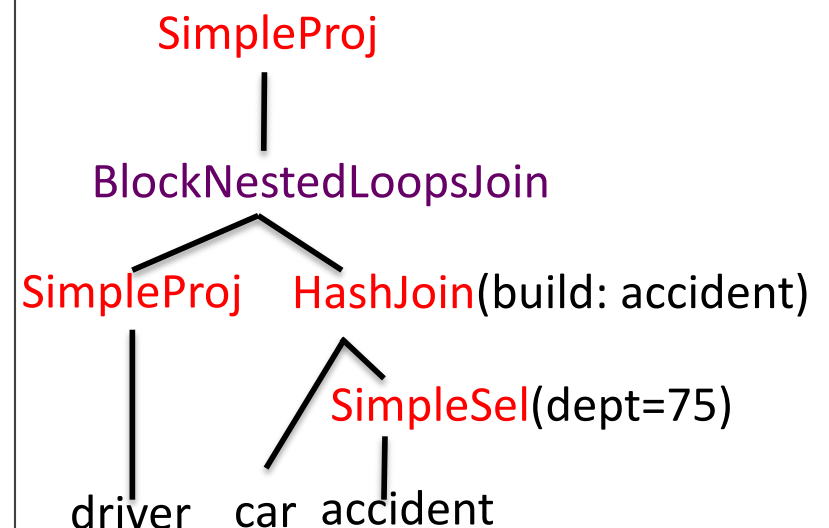 SimpleProj
BlockNestedLoopsJoin
SimpleProj HashJoin(build: accident)
SimpleSel(dept=75)
driver car accident